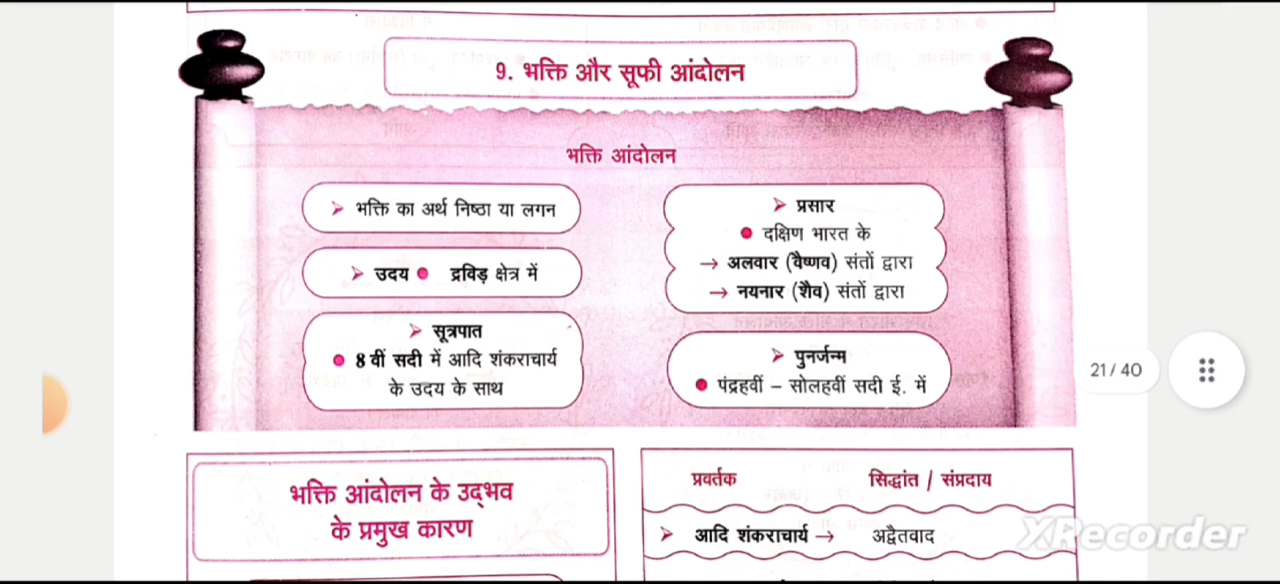 9. भक्ति और सूफी आंदोलन
भक्ति आंदोलन
➢ भक्ति का अर्थ निष्ठा या लगन
➢ उदय ● द्रविड़ क्षेत्र में
➢ सूत्रपात
● 8 वीं सदी में आदि शंकराचार्य
के उदय के साथ
➢ प्रसार
● दक्षिण भारत के
→ अलवार (वैष्णव) संतों द्वारा
→ नयनार (शैव) संतों द्वारा
➢ पुनर्जन्म
● पंद्रहवीं – सोलहवीं सदी ई. में
21 / 40
भक्ति आंदोलन के उद्भव
के प्रमुख कारण
प्रवर्तक सिद्धांत / संप्रदाय
➢ आदि शंकराचार्य → अद्वैतवाद
XRecorder